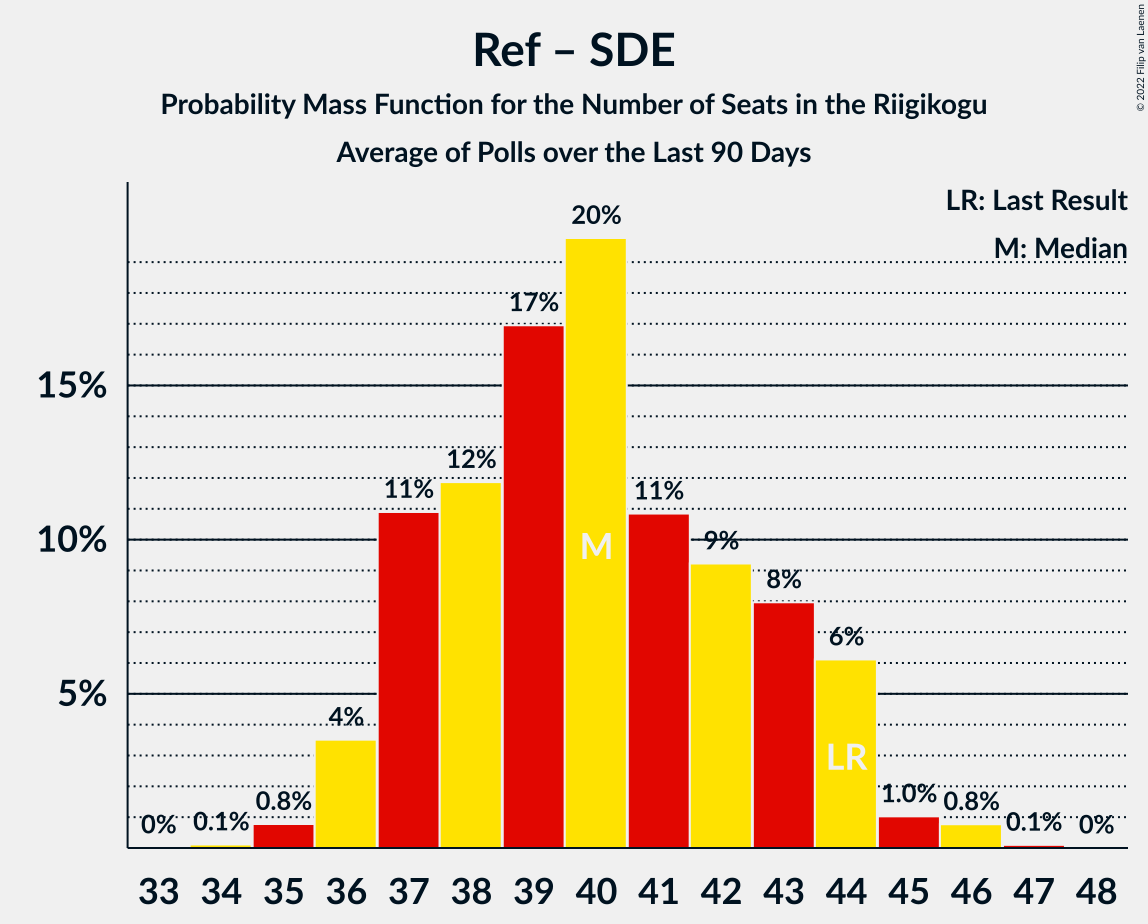 Ref – SDE
Probability Mass Function for the Number of Seats in the Riigikogu
Average of Polls over the Last 90 Days
© 2022 Filip van Laenen
LR: Last Result
M: Median
15%
10%
5%
0% 0.1% 0.8% 4% 11% 12% 17% 20% 11% 9% 8% 6% 1.0% 0.8% 0.1% 0%
M
LR
33 34 35 36 37 38 39 40 41 42 43 44 45 46 47 48